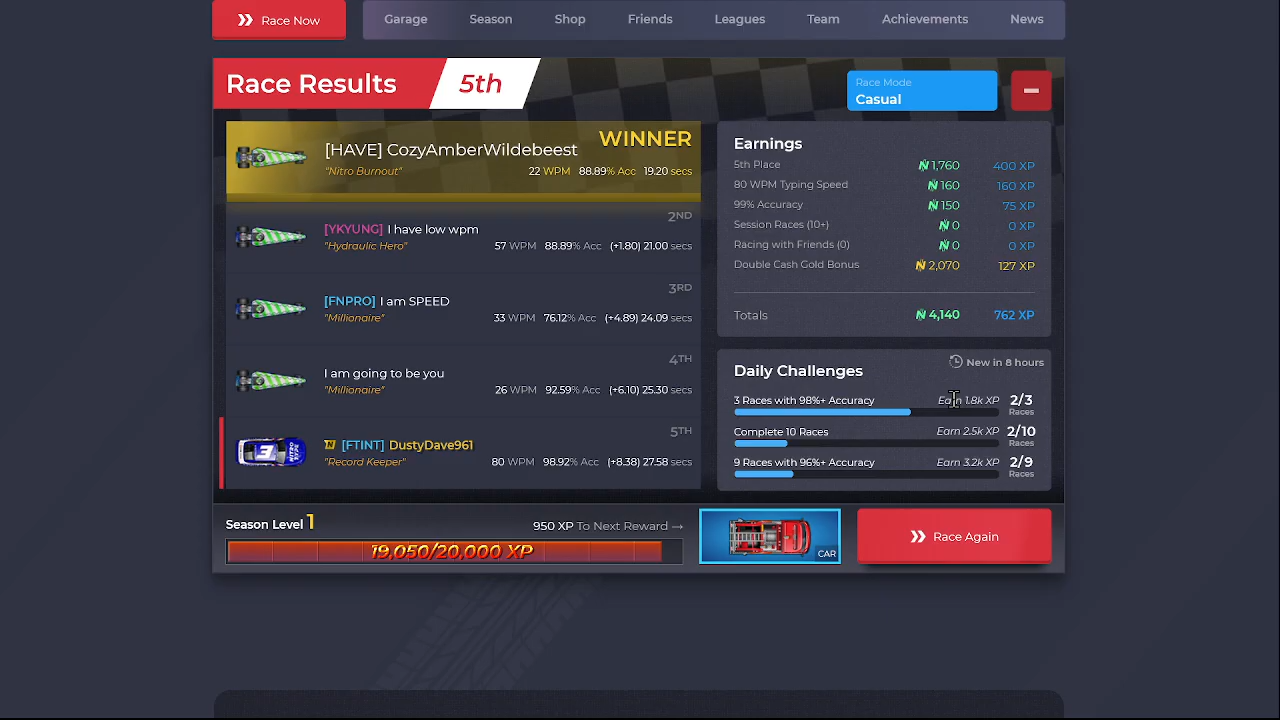 Race Now
Garage Season Shop Friends Leagues Team Achievements News
Race Results 5th
Race Mode
Casual
WINNER
[HAVE] CozyAmberWildebeest
"Nitro Burnout" 22 WPM 88.89% Acc 19.20 secs
2ND
[YKYUNG] I have low wpm
"Hydraulic Hero" 57 WPM 88.89% Acc (+1.80) 21.00 secs
3RD
[FNPRO] I am SPEED
"Millionaire" 33 WPM 76.12% Acc (+4.89) 24.09 secs
4TH
I am going to be you
"Millionaire" 26 WPM 92.59% Acc (+6.10) 25.30 secs
5TH
[FTINT] DustyDave961
"Record Keeper" 80 WPM 98.92% Acc (+8.38) 27.58 secs
Earnings
5th Place ₦1,760 400 XP
80 WPM Typing Speed ₦160 160 XP
99% Accuracy ₦150 75 XP
Session Races (10+) ₦0 0 XP
Racing with Friends (0) ₦0 0 XP
Double Cash Gold Bonus ₦2,070 127 XP
Totals ₦4,140 762 XP
New in 8 hours
Daily Challenges
3 Races with 98%+ Accuracy Earn 1.8k XP 2/3
Races
Complete 10 Races Earn 2.5k XP 2/10
Races
9 Races with 96%+ Accuracy Earn 3.2k XP 2/9
Races
Season Level 1 950 XP To Next Reward →
19,050/20,000 XP
3
CAR
Race Again